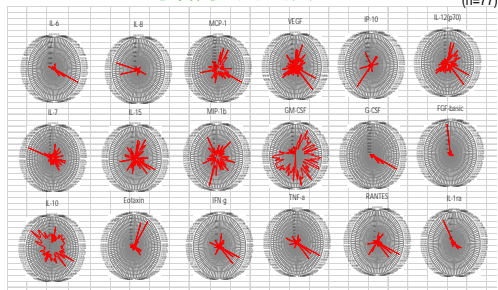 (n=77)
IL-6 IL-8 MCP-1 VEGF IP-10 IL-12(p70)
IL-7 IL-15 MIP-1b GM-CSF G-CSF FGF-basic
IL-10 Eotaxin IFN-g TNF-a RANTES IL-1ra